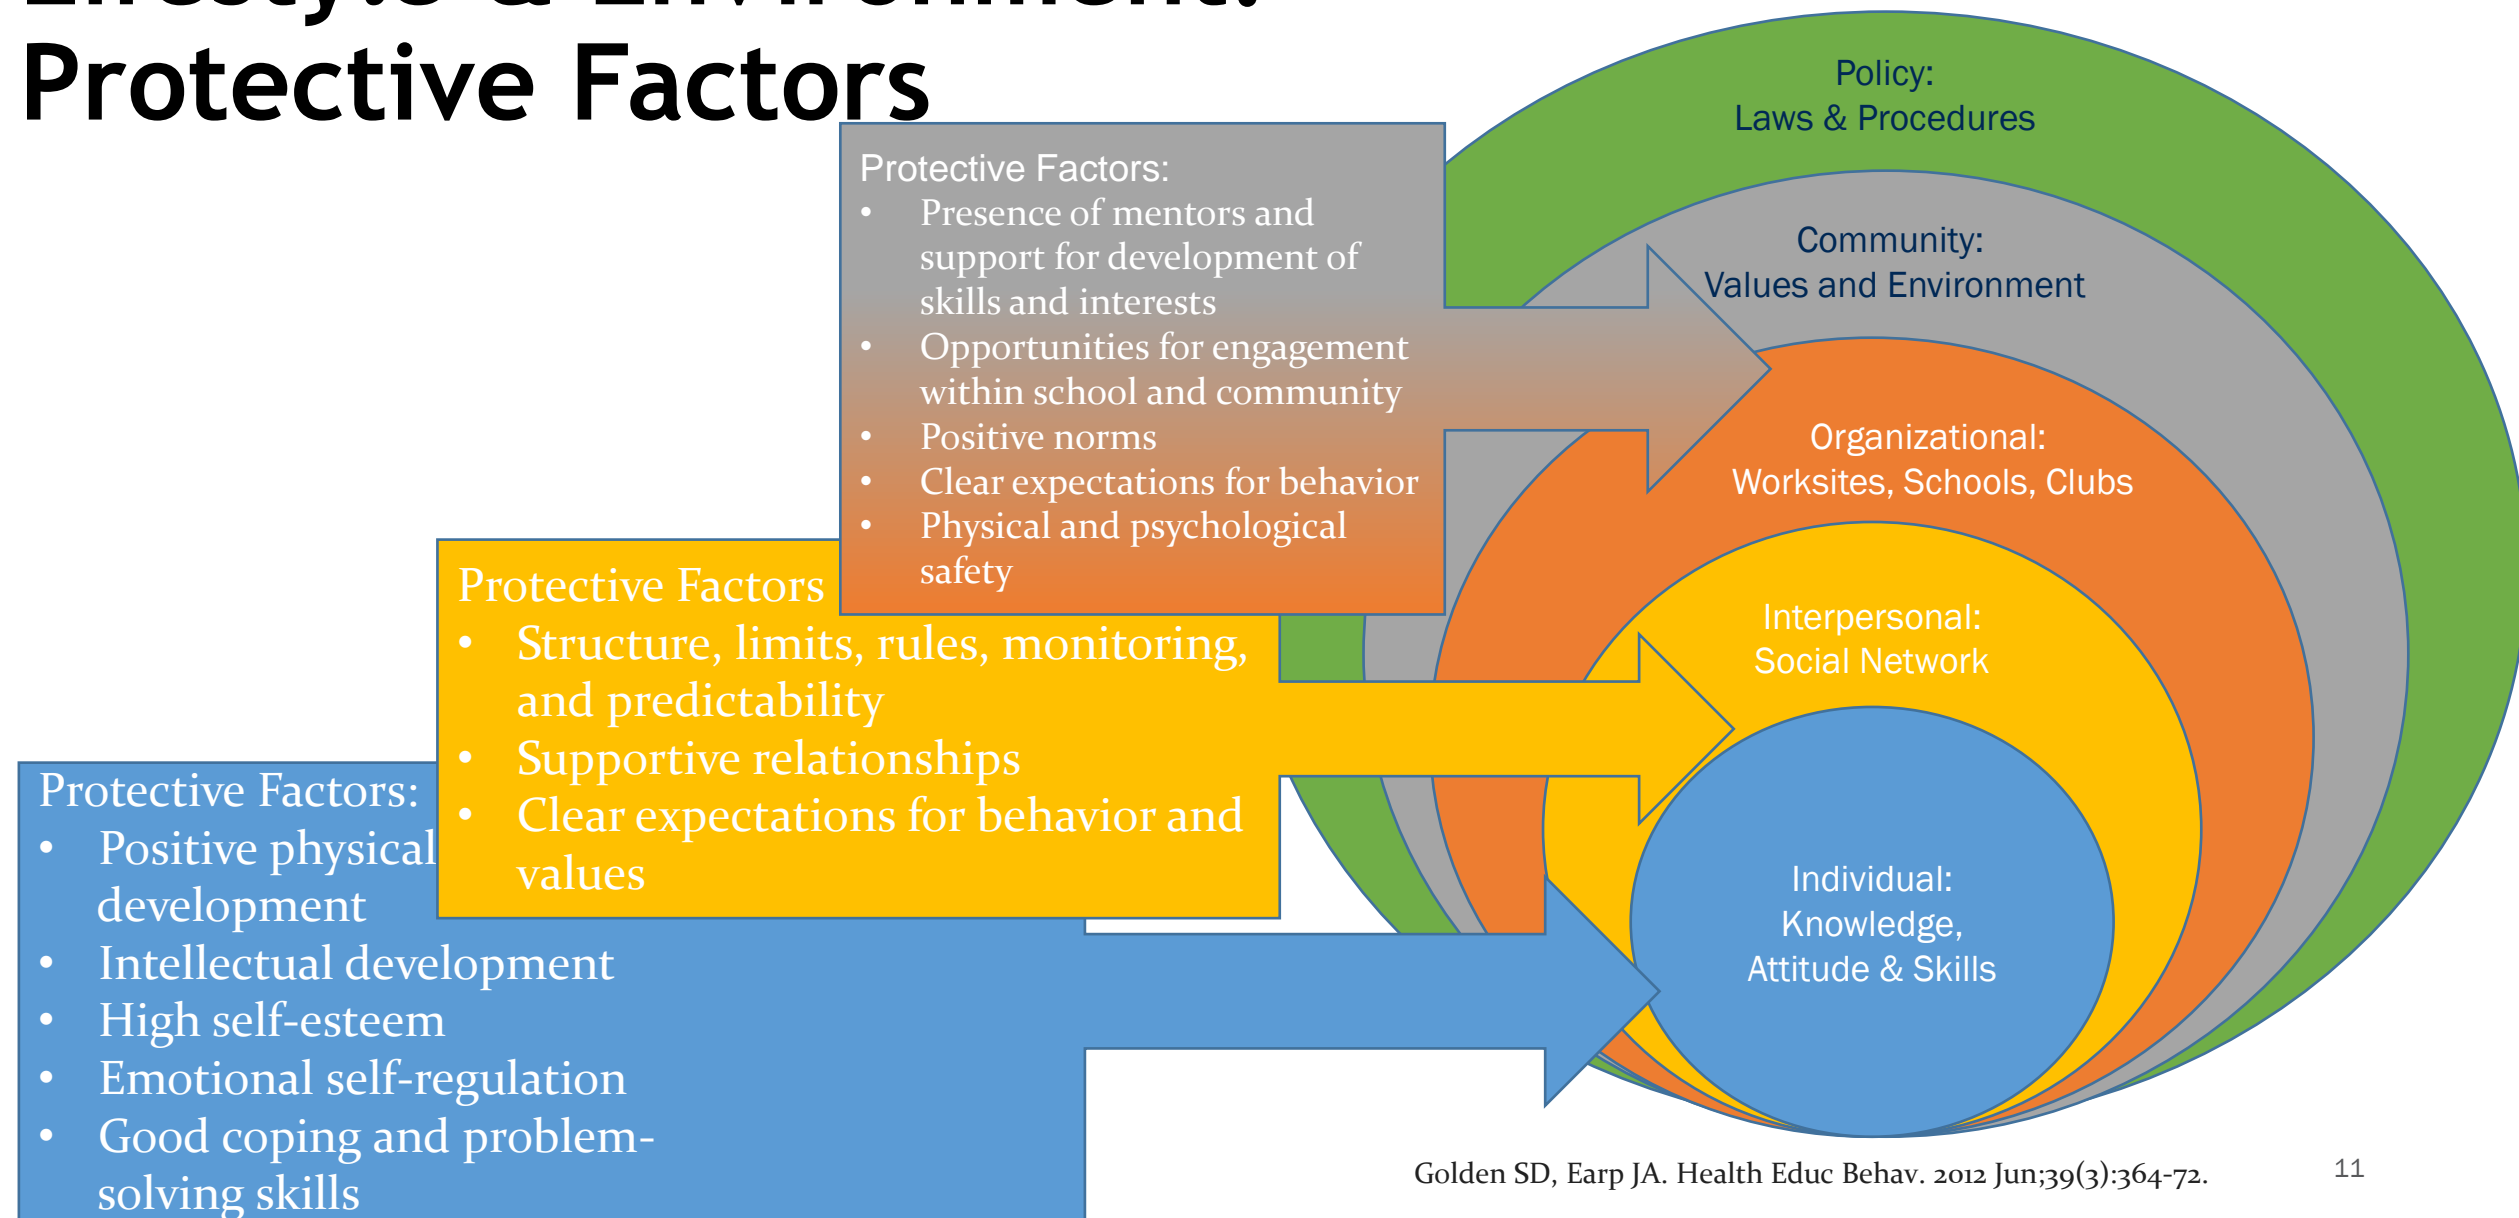 Lifestyle & Environment:
Protective Factors
Protective Factors:
• Presence of mentors and
support for development of
skills and interests
• Opportunities for engagement
within school and community
• Positive norms
• Clear expectations for behavior
• Physical and psychological
safety
Protective Factors
• Structure, limits, rules, monitoring,
and predictability
• Supportive relationships
• Clear expectations for behavior and
values
Protective Factors:
• Positive physical
development
• Intellectual development
• High self-esteem
• Emotional self-regulation
• Good coping and problem-
solving skills
Policy:
Laws & Procedures
Community:
Values and Environment
Organizational:
Worksites, Schools, Clubs
Interpersonal:
Social Network
Individual:
Knowledge,
Attitude & Skills
Golden SD, Earp JA. Health Educ Behav. 2012 Jun;39(3):364-72.
11